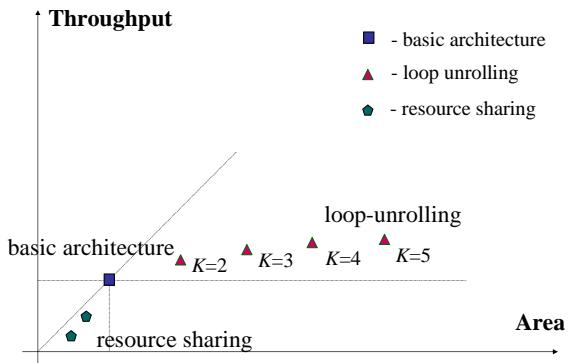 Throughput
- basic architecture
- loop unrolling
- resource sharing
loop-unrolling
basic architecture
K=2
K=3
K=4
K=5
Area
resource sharing